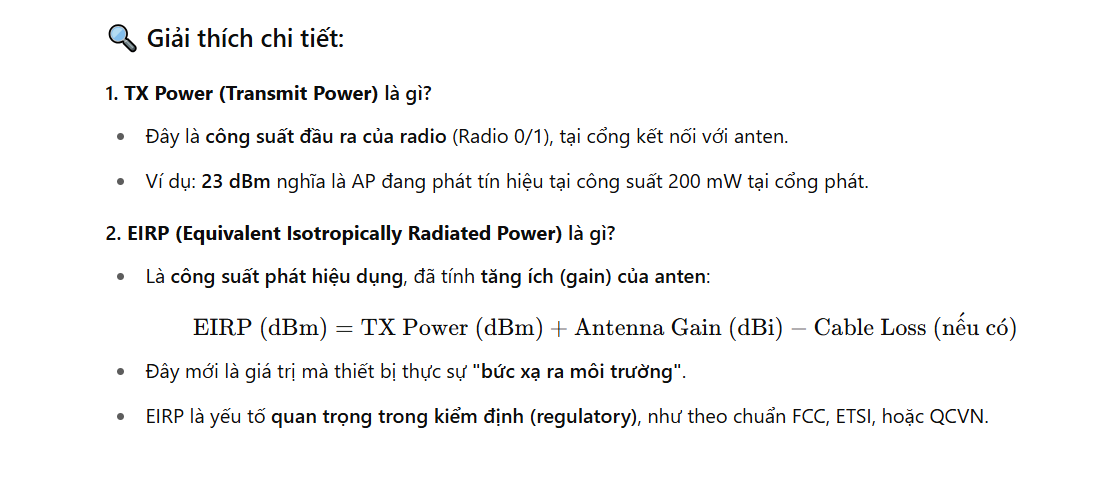 🔍 Giải thích chi tiết:
1. TX Power (Transmit Power) là gì?
• Đây là công suất đầu ra của radio (Radio 0/1), tại cổng kết nối với anten.
• Ví dụ: 23 dBm nghĩa là AP đang phát tín hiệu tại công suất 200 mW tại cổng phát.
2. EIRP (Equivalent Isotropically Radiated Power) là gì?
• Là công suất phát hiệu dụng, đã tính tăng ích (gain) của anten:
EIRP (dBm) = TX Power (dBm) + Antenna Gain (dBi) − Cable Loss (nếu có)
• Đây mới là giá trị mà thiết bị thực sự "bức xạ ra môi trường".
• EIRP là yếu tố quan trọng trong kiểm định (regulatory), như theo chuẩn FCC, ETSI, hoặc QCVN.